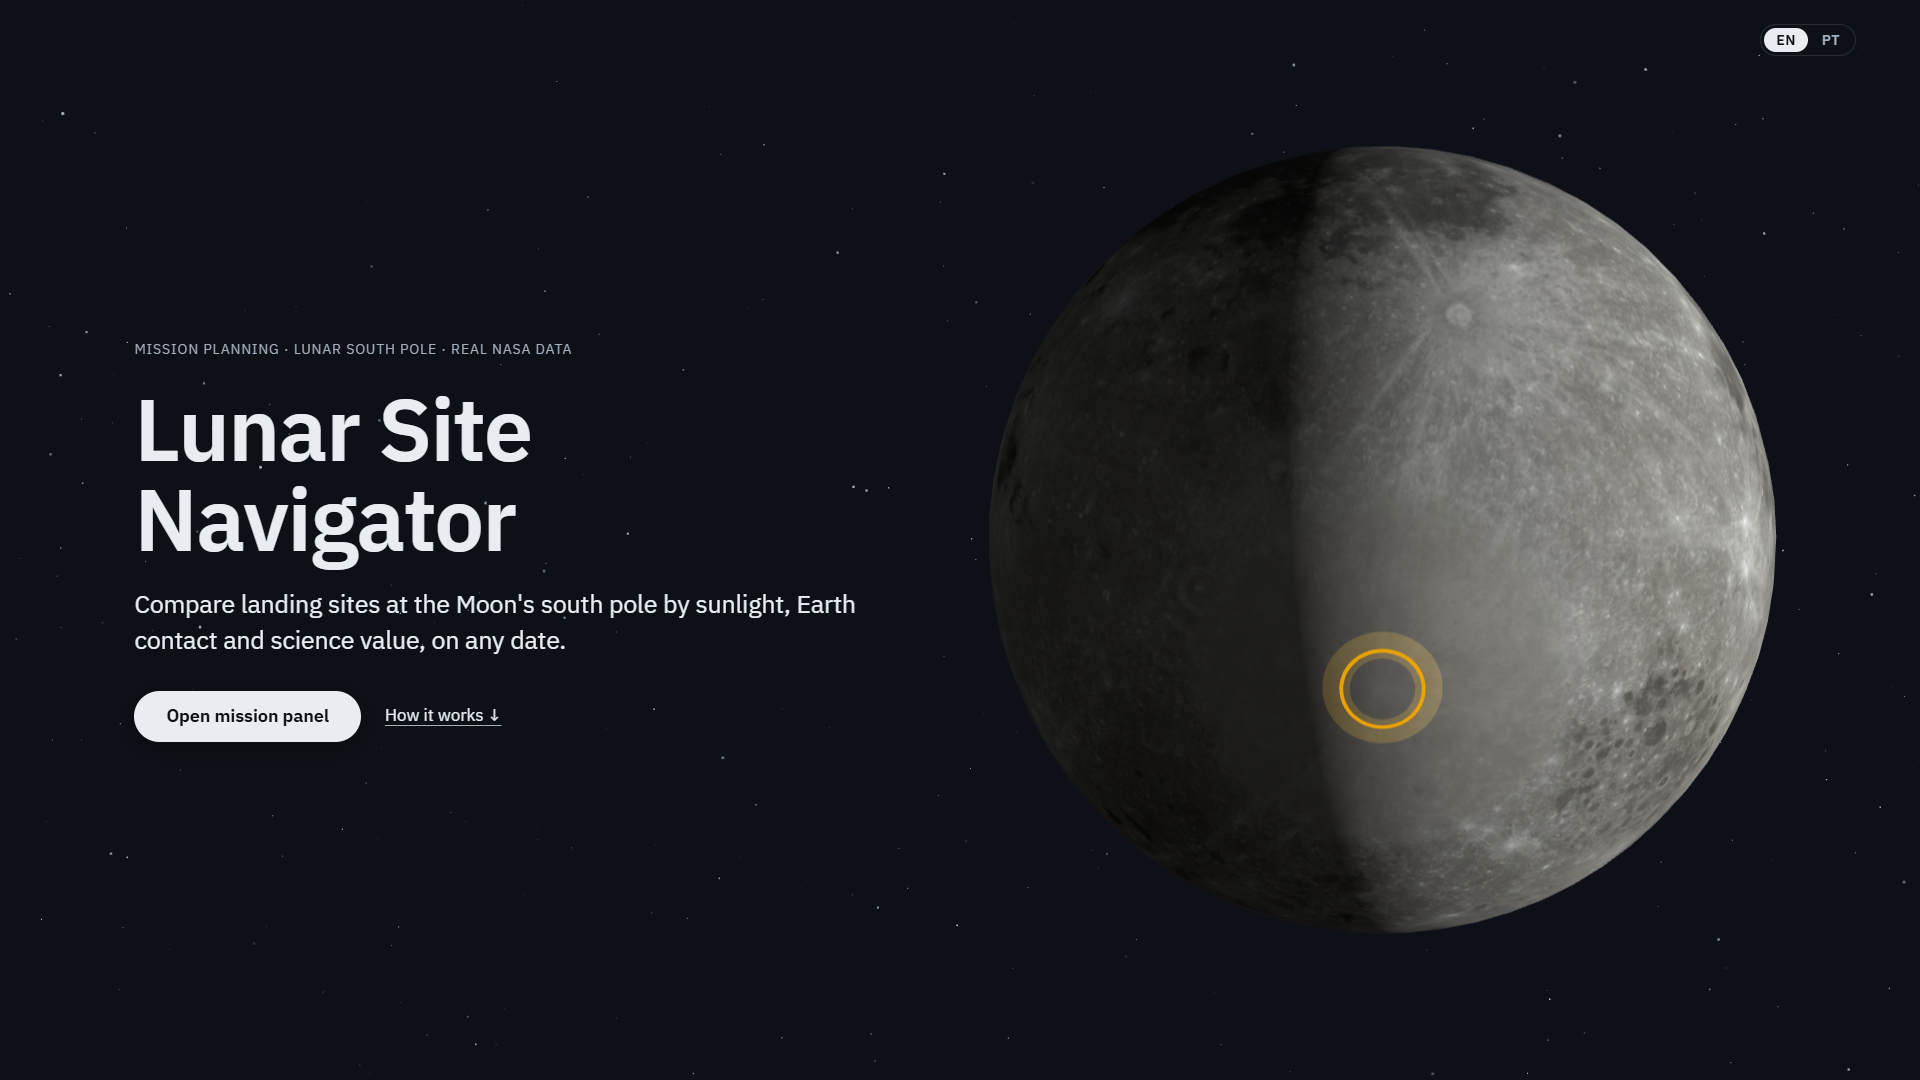 EN PT
MISSION PLANNING · LUNAR SOUTH POLE · REAL NASA DATA
Lunar Site
Navigator
Compare landing sites at the Moon's south pole by sunlight, Earth
contact and science value, on any date.
Open mission panel
How it works ↓